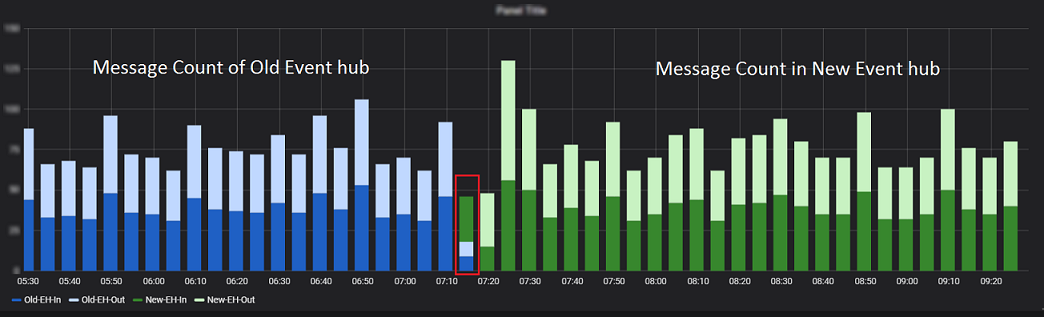 Message Count of Old Event hub
Message Count in New Event hub
05:30 05:40 05:50 06:00 06:10 06:20 06:30 06:40 06:50 07:00 07:10 07:20 07:30 07:40 07:50 08:00 08:10 08:20 08:30 08:40 08:50 09:00 09:10 09:20
Old-EH-In Old-EH-Out New-EH-In New-EH-Out